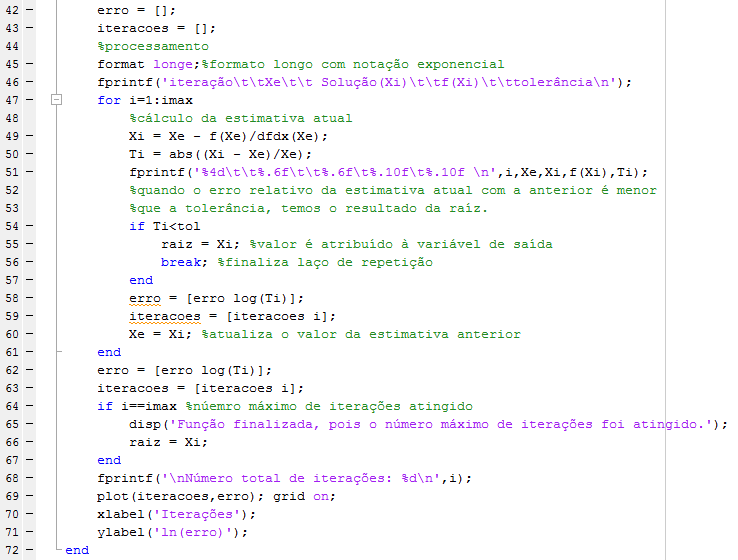 42 – erro = [];
43 – iteracoes = [];
44 %processamento
45 – format longe;%formato longo com notação exponencial
46 – fprintf('iteração\t\tXe\t\t Solução(Xi)\t\tf(Xi)\t\ttolerância\n');
47 – for i=1:imax
48 %cálculo da estimativa atual
49 – Xi = Xe - f(Xe)/dfdx(Xe);
50 – Ti = abs((Xi - Xe)/Xe);
51 – fprintf('%4d\t\t%.6f\t\t%.6f\t%.10f\t%.10f \n',i,Xe,Xi,f(Xi),Ti);
52 %quando o erro relativo da estimativa atual com a anterior é menor
53 %que a tolerância, temos o resultado da raíz.
54 – if Ti<tol
55 – raiz = Xi; %valor é atribuído à variável de saída
56 – break; %finaliza laço de repetição
57 – end
58 – erro = [erro log(Ti)];
59 – iteracoes = [iteracoes i];
60 – Xe = Xi; %atualiza o valor da estimativa anterior
61 – end
62 – erro = [erro log(Ti)];
63 – iteracoes = [iteracoes i];
64 – if i==imax %núemro máximo de iterações atingido
65 – disp('Função finalizada, pois o número máximo de iterações foi atingido.');
66 – raiz = Xi;
67 – end
68 – fprintf('\nNúmero total de iterações: %d\n',i);
69 – plot(iteracoes,erro); grid on;
70 – xlabel('Iterações');
71 – ylabel('ln(erro)');
72 – end